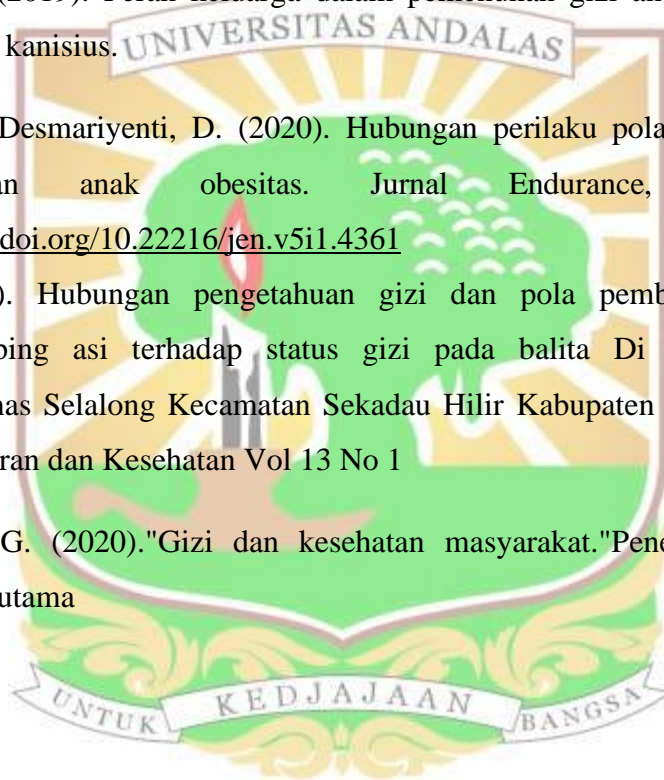 (2019). Peran keluarga dalam pemenuhan gizi an
kanisius.
UNIVERSITAS ANDALAS
Desmariyenti, D. (2020). Hubungan perilaku pola
an anak obesitas. Jurnal Endurance,
doi.org/10.22216/jen.v5i1.4361
). Hubungan pengetahuan gizi dan pola pemb
ping asi terhadap status gizi pada balita Di
nas Selalong Kecamatan Sekadau Hilir Kabupaten
ran dan Kesehatan Vol 13 No 1
G. (2020)."Gizi dan kesehatan masyarakat."Pene
utama
UNTUK KEDJAJAAN BANGSA